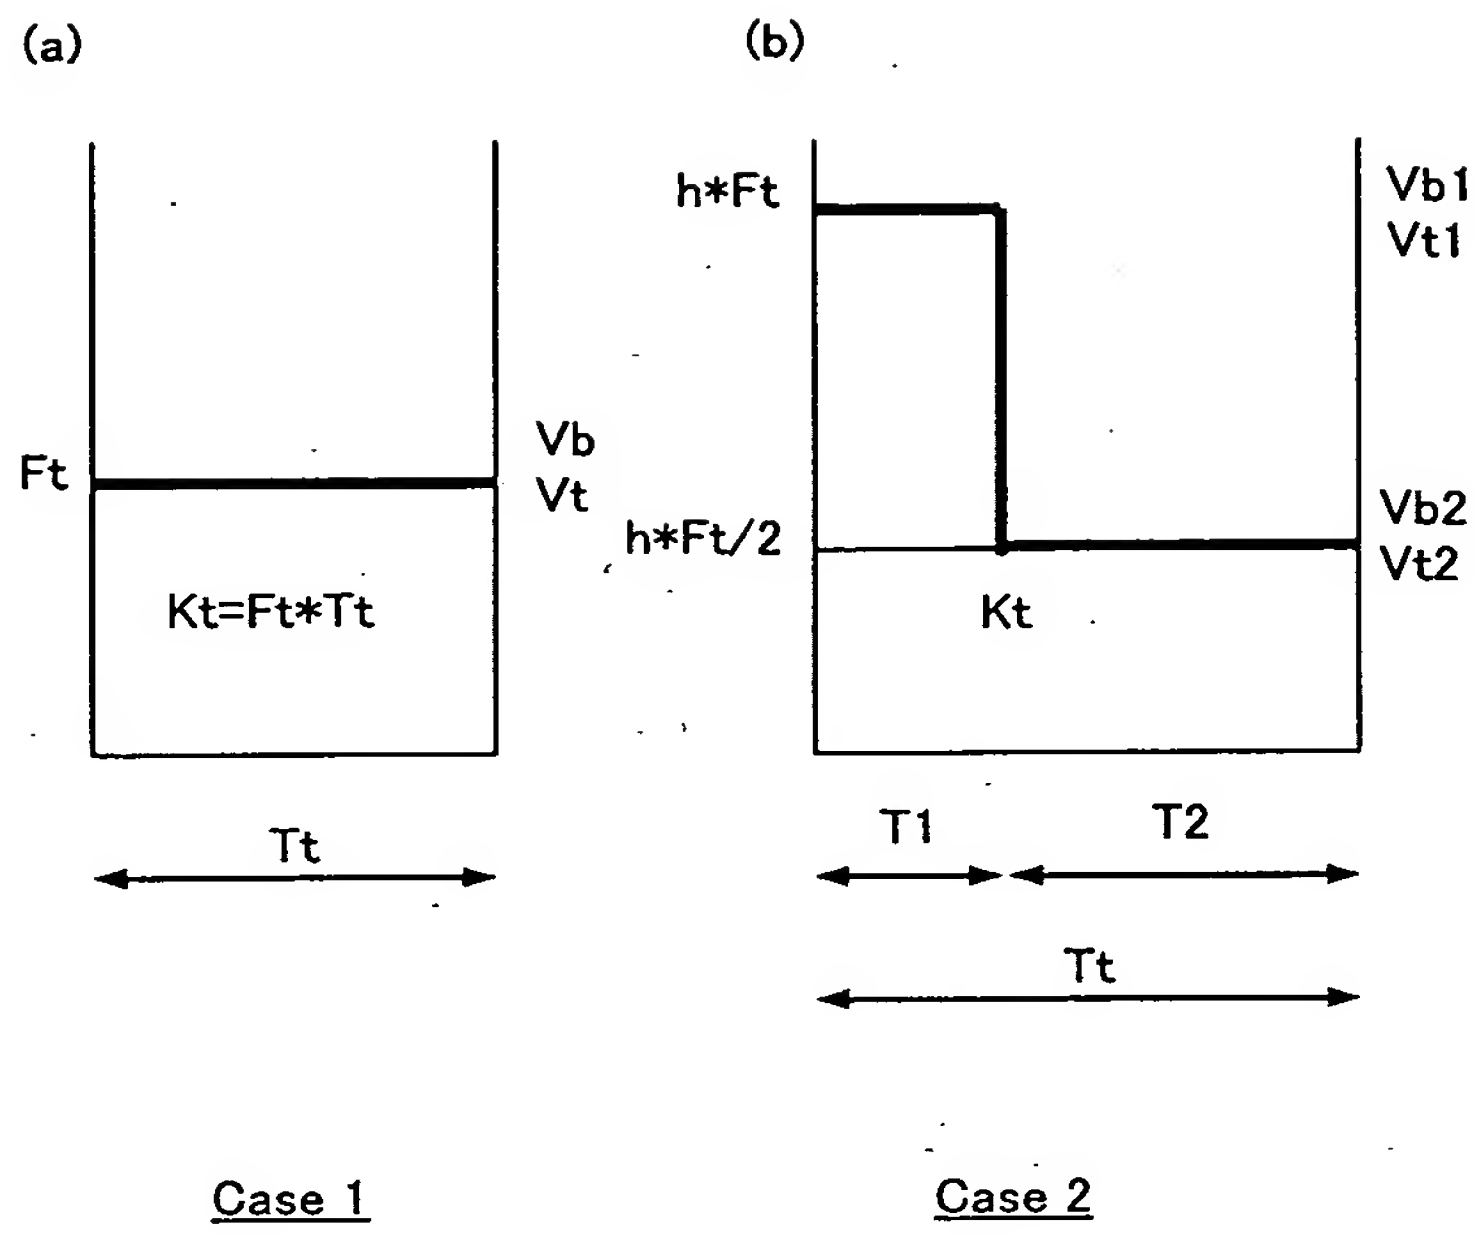 (a)
Ft
Vb
Vt
Kt=Ft*Tt
Tt
Case 1
(b)
h*Ft
Vb1
Vt1
h*Ft/2
Vb2
Vt2
Kt
T1
T2
Tt
Case 2